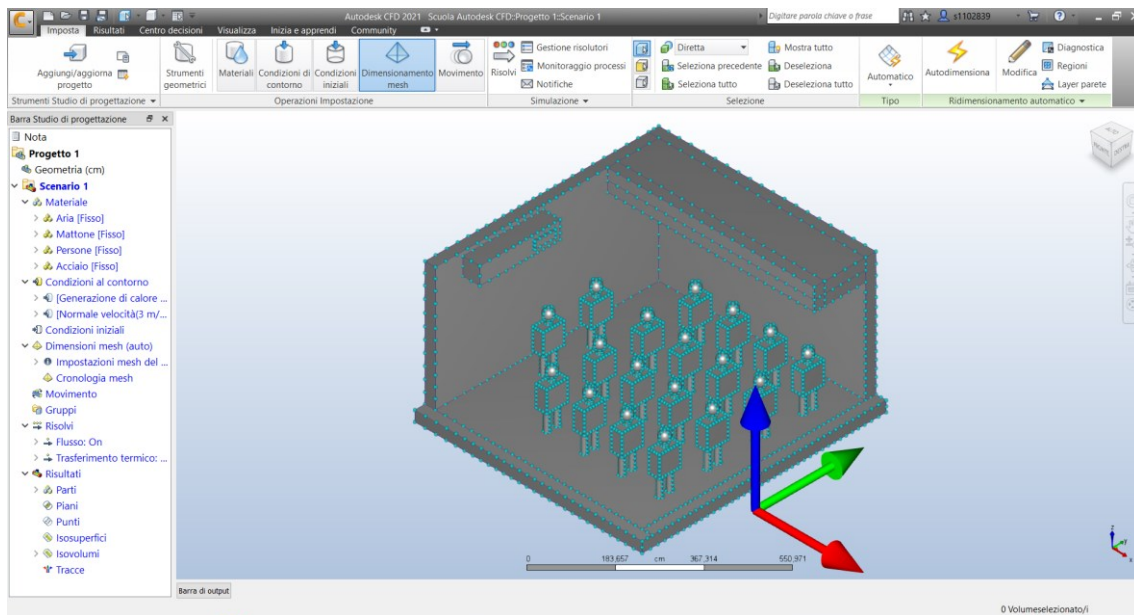 Autodesk CFD 2021 Scuola Autodesk CFD::Progetto 1::Scenario 1
Digitare parola chiave o frase
s1102839
Imposta Risultati Centro decisioni Visualizza Inizia e apprendi Community
Aggiungi/aggiorna progetto
Strumenti geometrici
Materiali
Condizioni di contorno
Condizioni iniziali
Dimensionamento mesh
Movimento
Risolvi
Gestione risolutori
Monitoraggio processi
Notifiche
Diretta
Seleziona precedente
Seleziona tutto
Mostra tutto
Deseleziona
Deseleziona tutto
Automatico
Autodimensiona
Modifica
Diagnostica
Regioni
Layer parete
Strumenti Studio di progettazione
Operazioni Impostazione
Simulazione
Selezione
Tipo
Ridimensionamento automatico
Barra Studio di progettazione
Nota
Progetto 1
Geometria (cm)
Scenario 1
Materiale
Aria [Fisso]
Mattone [Fisso]
Persone [Fisso]
Acciaio [Fisso]
Condizioni al contorno
[Generazione di calore ...
[Normale velocità(3 m/...
Condizioni iniziali
Dimensioni mesh (auto)
Impostazioni mesh del ...
Cronologia mesh
Movimento
Gruppi
Risolvi
Flusso: On
Trasferimento termico: ...
Risultati
Parti
Piani
Punti
Isosuperfici
Isovolumi
Tracce
0 183,657 cm 367,314 550,971
Barra di output
0 Volumeselezionato/i